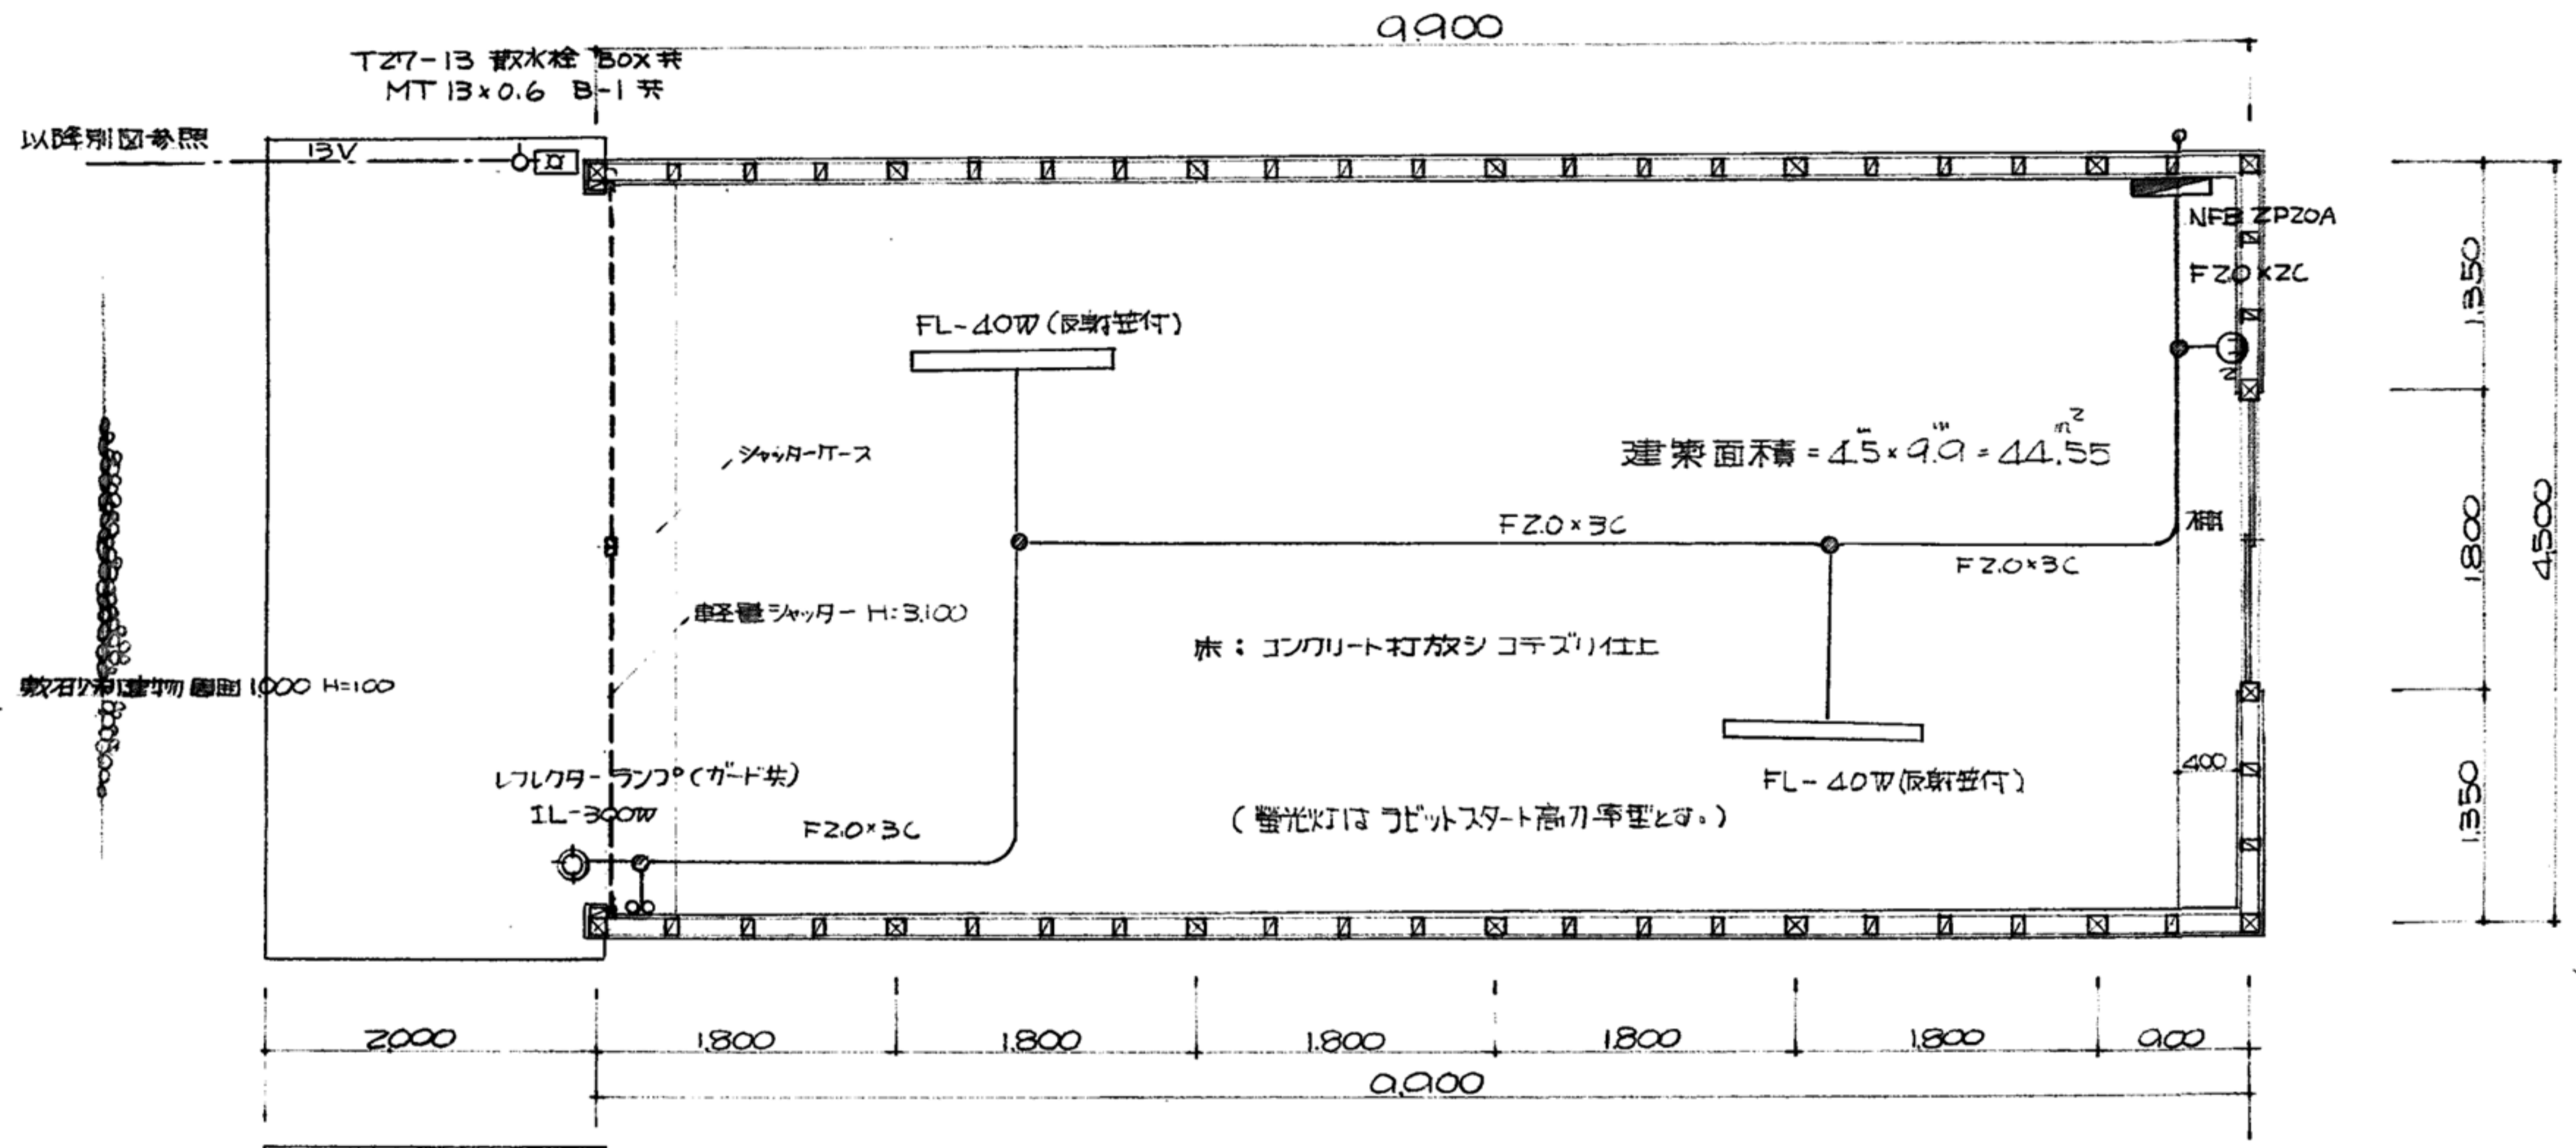 9.900
T27-13 散水栓 BOX共
MT 13×0.6 B-1 共
以降別図参照
13V
NFB 2P20A
F2.0×2C
2
FL-40W(反射笠付)
シャッターケース
建築面積=4.5m×9.9m=44.55m2
F2.0×3C
棚
F2.0×3C
軽量シャッター H=3.100
床：コンクリート打放シ コテズリ仕上
敷石砂利建物周囲 1.000 H=100
レフレクターランプ(ガード共)
IL-300W
F2.0×3C
FL-40W(反射笠付)
(螢光灯は ラビットスタート高力率型とす。)
400
1.350
1.800
1.350
4.500
2.000
1.800
1.800
1.800
1.800
1.800
900
9.900